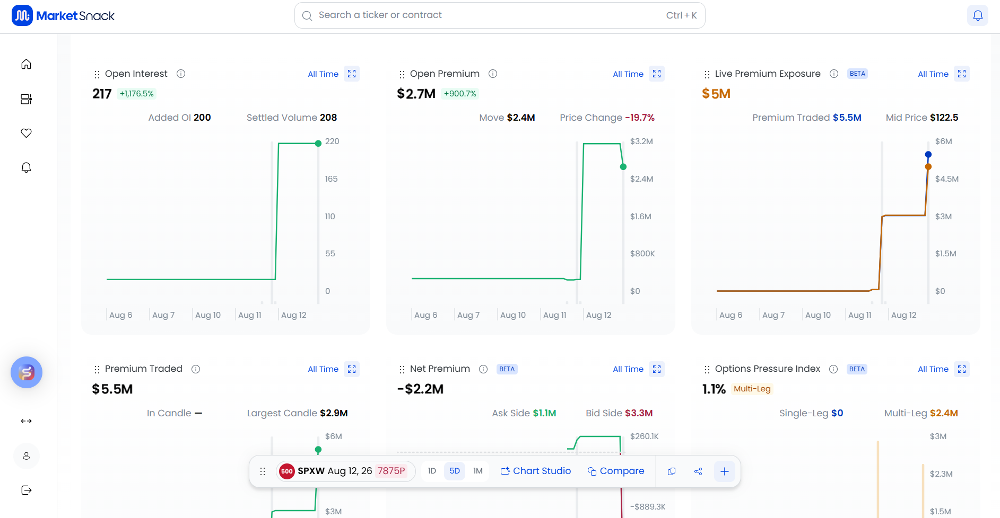 MarketSnack
Search a ticker or contract
Ctrl + K
Open Interest
All Time
217 +1,176.5%
Added OI 200 Settled Volume 208
220
165
110
55
0
Aug 6 Aug 7 Aug 10 Aug 11 Aug 12
Open Premium
All Time
$2.7M +900.7%
Move $2.4M Price Change -19.7%
$3.2M
$2.4M
$1.6M
$800K
$0
Aug 6 Aug 7 Aug 10 Aug 11 Aug 12
Live Premium Exposure BETA
All Time
$5M
Premium Traded $5.5M Mid Price $122.5
$6M
$4.5M
$3M
$1.5M
$0
Aug 6 Aug 7 Aug 10 Aug 11 Aug 12
Premium Traded
All Time
$5.5M
In Candle — Largest Candle $2.9M
$6M
$3M
Net Premium BETA
All Time
-$2.2M
Ask Side $1.1M Bid Side $3.3M
$260.1K
-$889.3K
Options Pressure Index BETA
All Time
1.1% Multi-Leg
Single-Leg $0 Multi-Leg $2.4M
$3M
$2.3M
$1.5M
500 SPXW Aug 12, 26 7875P 1D 5D 1M Chart Studio Compare